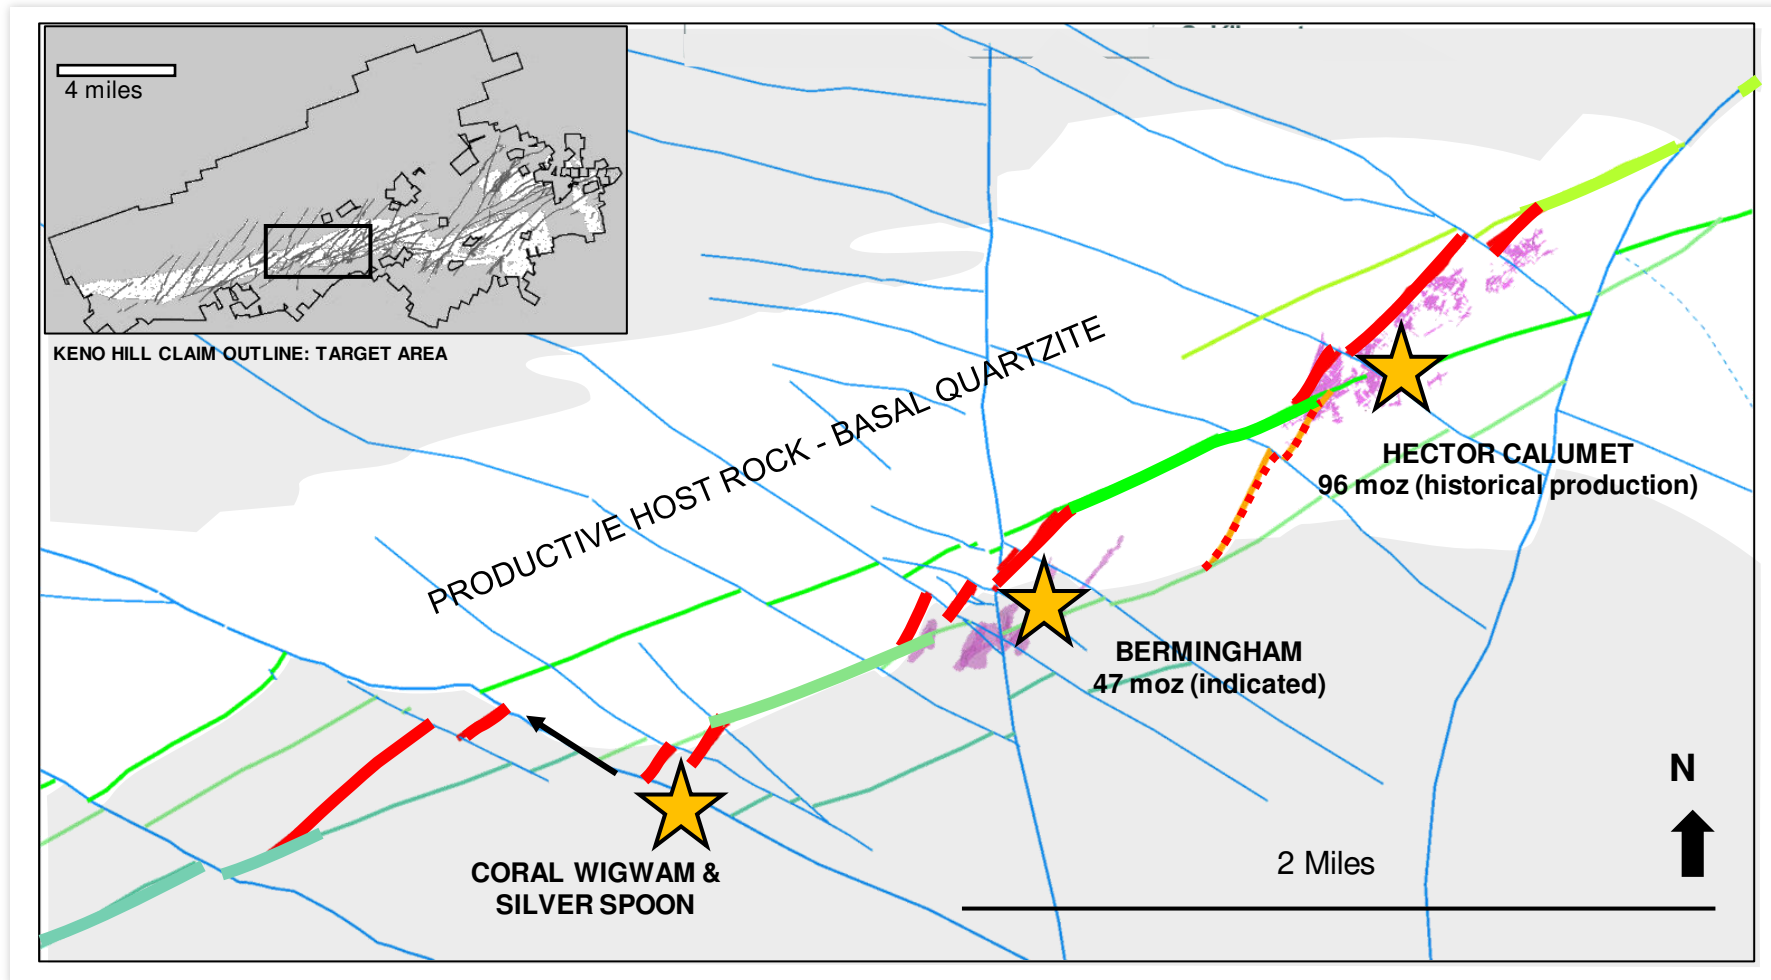 4 miles
KENO HILL CLAIM OUTLINE: TARGET AREA
PRODUCTIVE HOST ROCK - BASAL QUARTZITE
HECTOR CALUMET
96 moz (historical production)
BERMINGHAM
47 moz (indicated)
CORAL WIGWAM &
SILVER SPOON
N
2 Miles